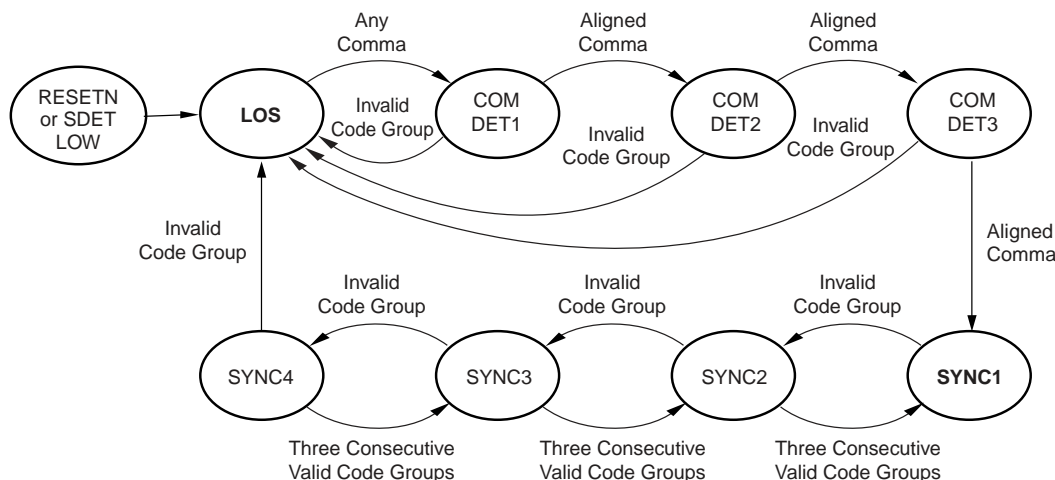 Any
Comma
Aligned
Comma
Aligned
Comma
RESETN
or SDET
LOW
LOS
Invalid
Code Group
COM
DET1
Invalid
Code Group
COM
DET2
Invalid
Code Group
COM
DET3
Invalid
Code Group
Aligned
Comma
Invalid
Code Group
Invalid
Code Group
Invalid
Code Group
SYNC4
SYNC3
SYNC2
SYNC1
Three Consecutive
Valid Code Groups
Three Consecutive
Valid Code Groups
Three Consecutive
Valid Code Groups